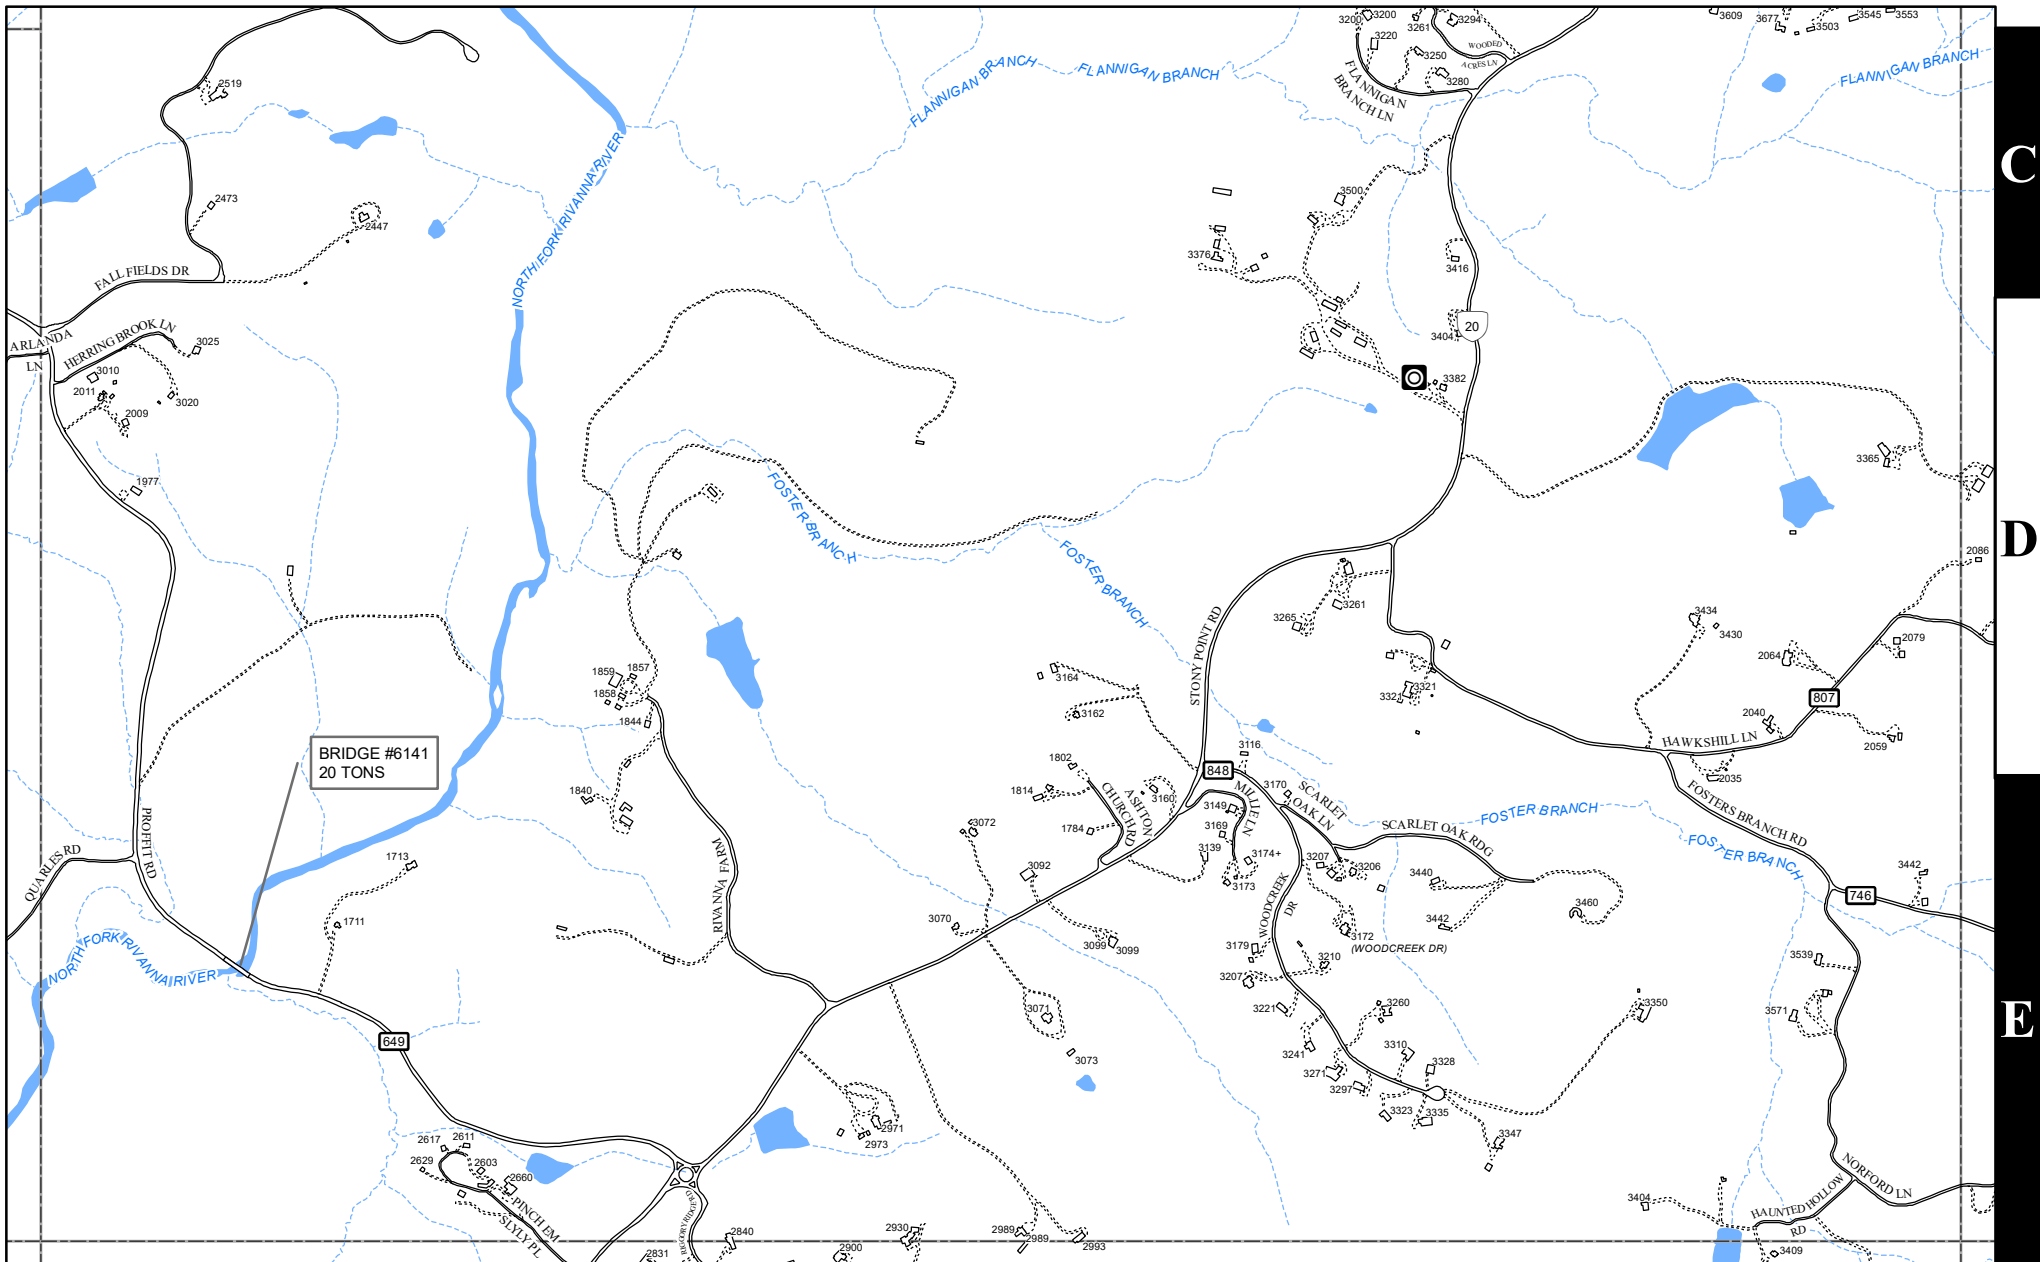 3200
3200
3261
3294
3609
3677
3503
3545
3553
3220
WOODED
ACRES LN
3250
3280
FLANNIGAN
BRANCH LN
FLANNIGAN BRANCH
FLANNIGAN BRANCH
FLANNIGAN BRANCH
C
2519
2473
2447
NORTH FORK RIVANNA RIVER
3500
3376
3416
FALL FIELDS DR
3404
20
ARLANDA
LN
HERRING BROOK LN
3025
3010
2011
2009
3020
3382
1977
3365
FOSTER BRANCH
FOSTER BRANCH
D
2086
3261
3265
STONY POINT RD
3434
3430
2079
2064
1859
1857
1858
1844
3164
3162
3321
3321
807
2040
2059
HAWKSHILL LN
2035
BRIDGE #6141
20 TONS
3116
848
1802
1814
1784
ASHTON
CHURCH RD
3160
MILLIE LN
3149
3169
3139
3174+
3173
3170
SCARLET
OAK LN
SCARLET OAK RDG
FOSTER BRANCH
FOSTERS BRANCH RD
FOSTER BRANCH
1840
PROFFIT RD
QUARLES RD
1713
1711
RIVANNA FARM
3072
3092
3070
3099
3099
3207
3206
3440
3442
3460
3442
746
WOODCREEK
DR
3172
(WOODCREEK DR)
3179
3207
3210
3221
3539
NORTH FORK RIVANNA RIVER
3071
3073
3260
3241
3271
3297
3310
3328
3323
3335
3347
3350
3571
E
649
2971
2973
2617
2611
2629
2603
2660
PINCH EM
SLYLY PL
RIGGORY RIDGE RD
2831
2840
2900
2930
2989
2989
2993
3404
NORFORD LN
HAUNTED HOLLOW
RD
3409